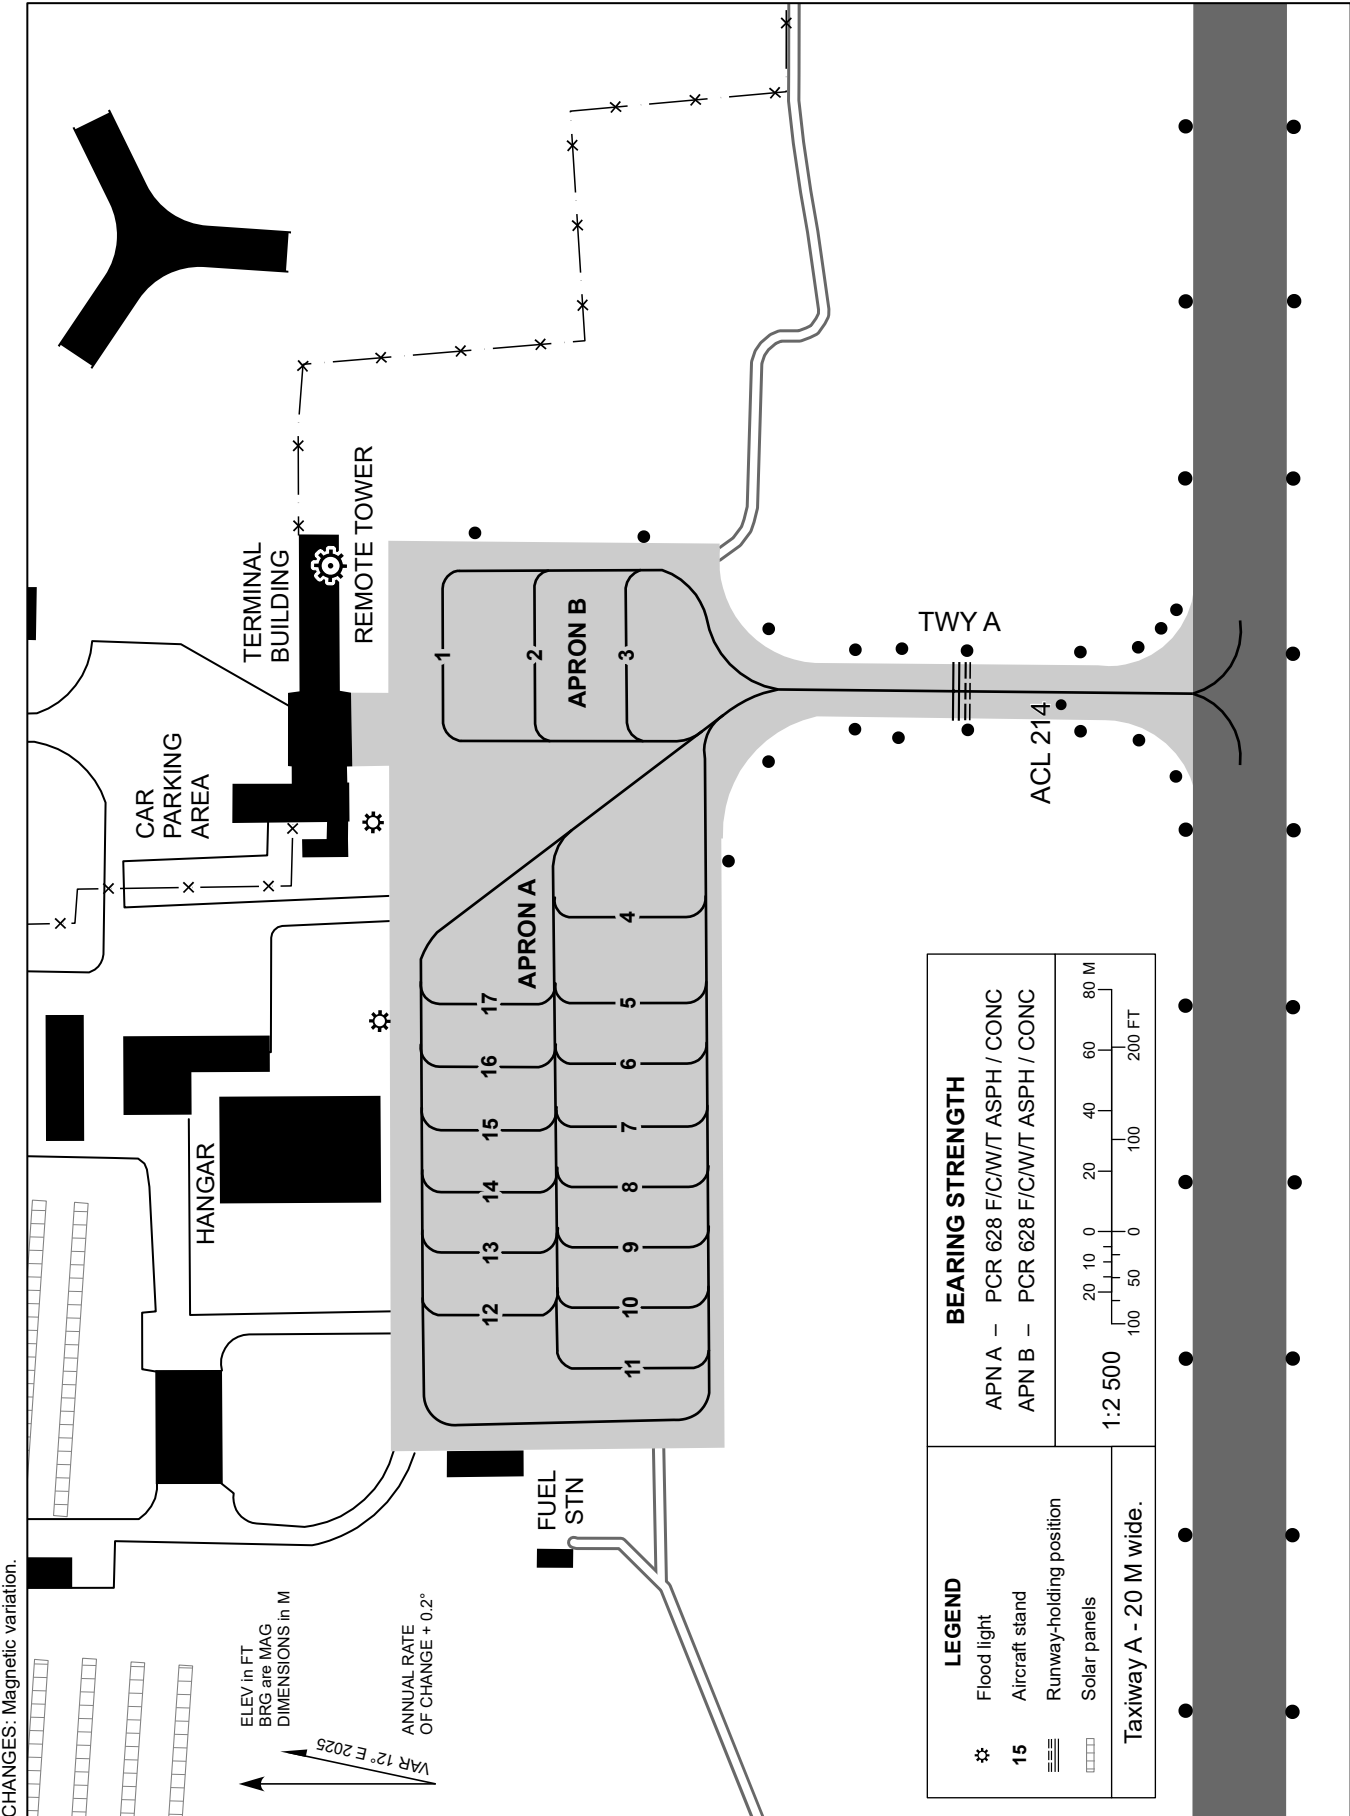 CHANGES: Magnetic variation.
ELEV in FT
BRG are MAG
DIMENSIONS in M
VAR 12° E 2025
ANNUAL RATE
OF CHANGE + 0.2°
HANGAR
CAR
PARKING
AREA
TERMINAL
BUILDING
REMOTE TOWER
FUEL
STN
APRON A
APRON B
1
2
3
4
5
6
7
8
9
10
11
12
13
14
15
16
17
TWY A
ACL 214
LEGEND
Flood light
15 Aircraft stand
Runway-holding position
Solar panels
Taxiway A - 20 M wide.
BEARING STRENGTH
APN A – PCR 628 F/C/W/T ASPH / CONC
APN B – PCR 628 F/C/W/T ASPH / CONC
1:2 500
20 10 0 20 40 60 80 M
100 50 0 100 200 FT